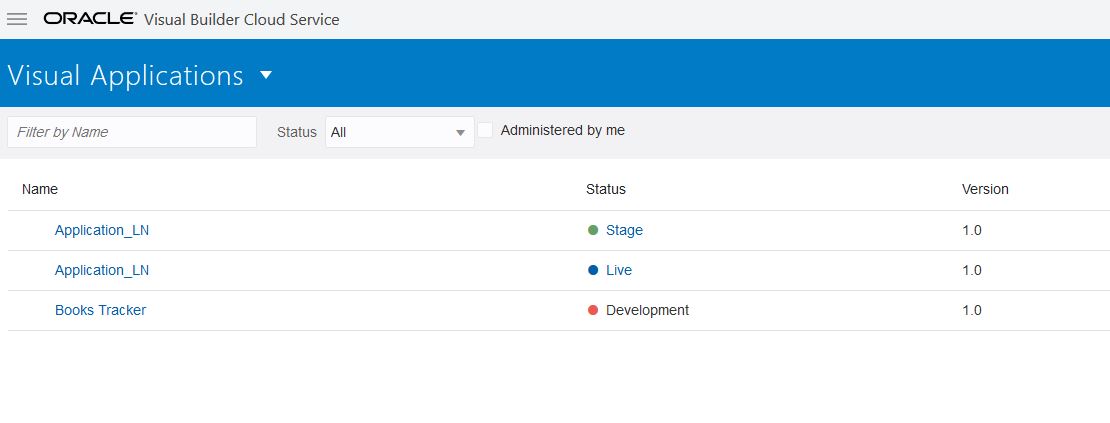 ORACLE® Visual Builder Cloud Service
Visual Applications
Filter by Name Status All Administered by me
Name Status Version
Application_LN Stage 1.0
Application_LN Live 1.0
Books Tracker Development 1.0